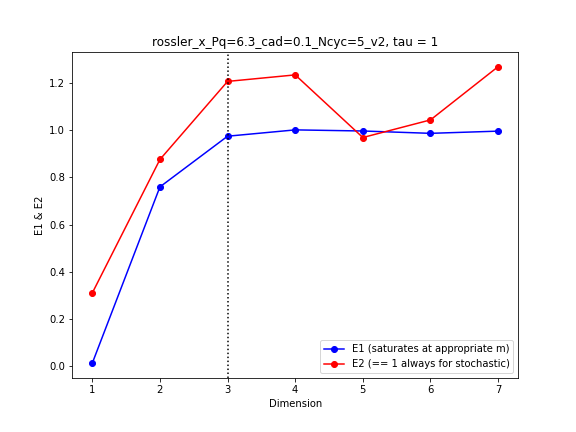 rossler_x_Pq=6.3_cad=0.1_Ncyc=5_v2, tau = 1
E1 & E2
1.2
1.0
0.8
0.6
0.4
0.2
0.0
E1 (saturates at appropriate m)
E2 (== 1 always for stochastic)
1 2 3 4 5 6 7
Dimension